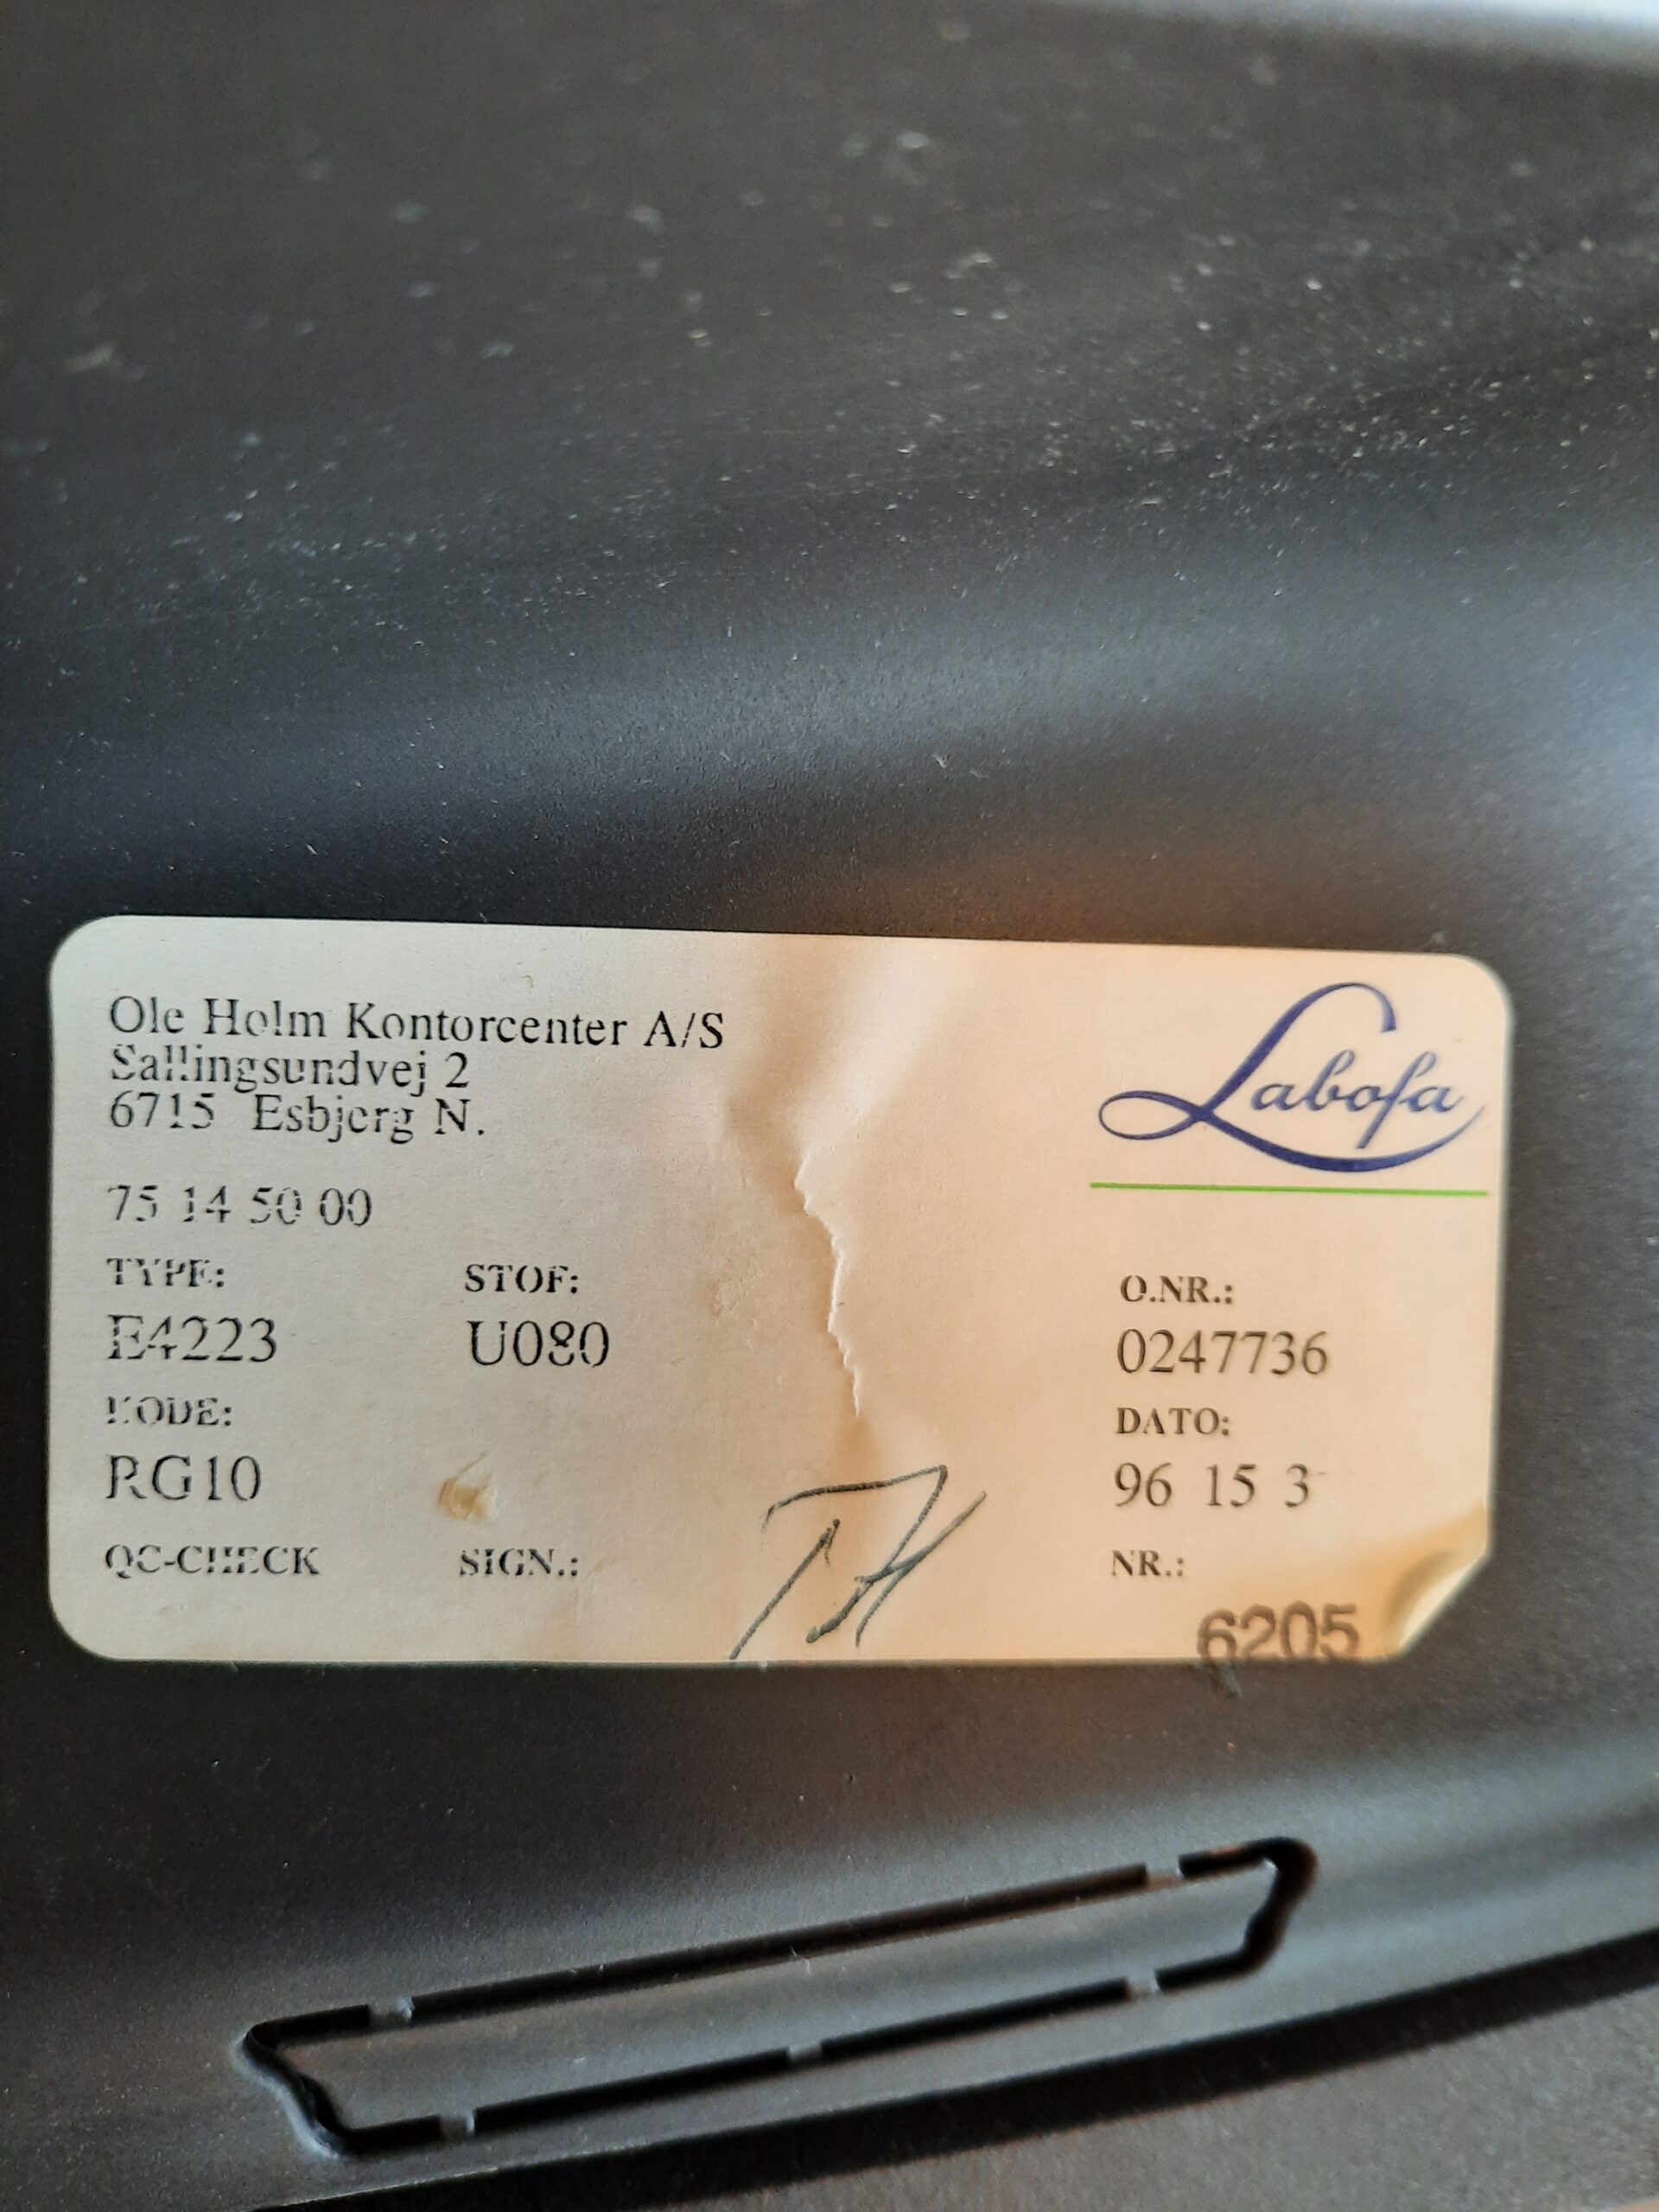 Ole Holm Kontorcenter A/S
Sallingsundvej 2
6715 Esbjerg N.
75 14 50 00
Labofa
TYPE: STOF: O.NR.:
E4223 U080 0247736
KODE: DATO:
RG10 96 15 3
QC-CHECK SIGN.: TH NR.:
6205